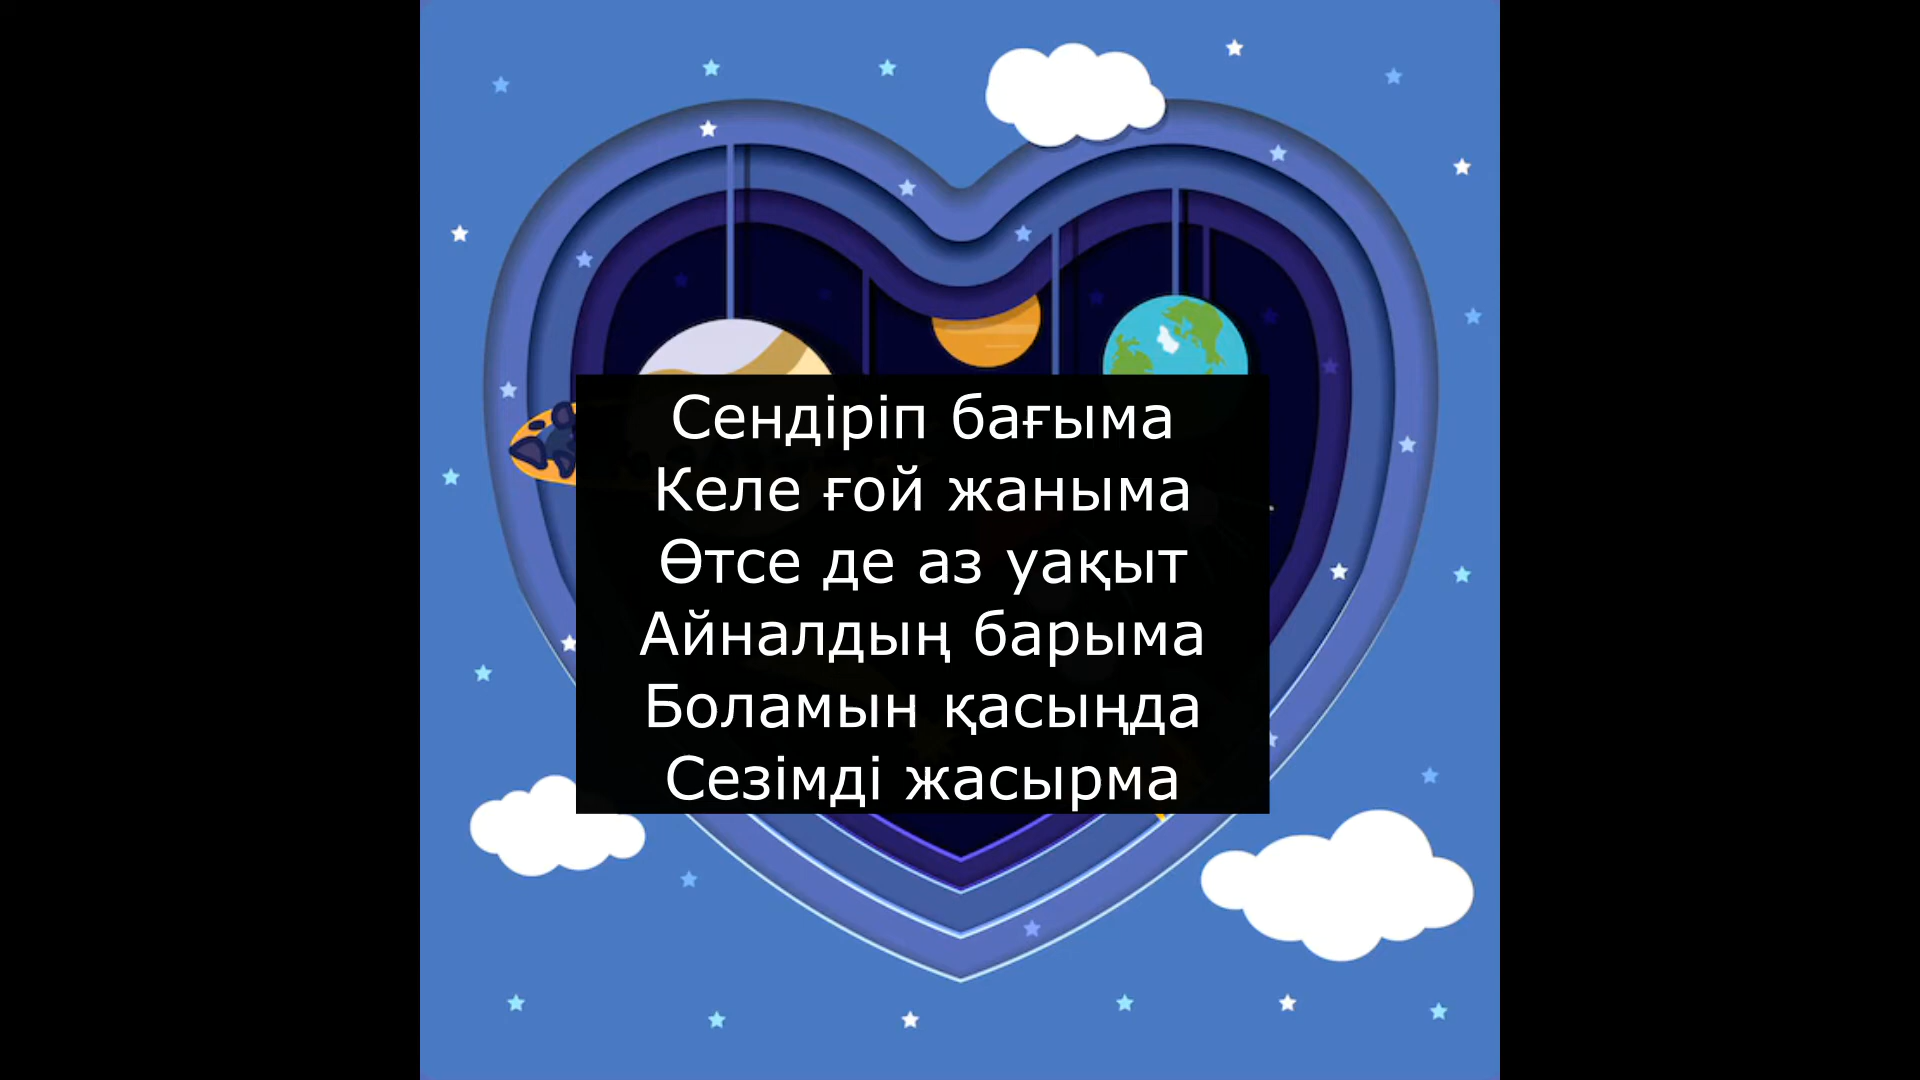 Сендіріп бағыма
Келе ғой жаныма
Өтсе де аз уақыт
Айналдың барыма
Боламын қасыңда
Сезімді жасырма